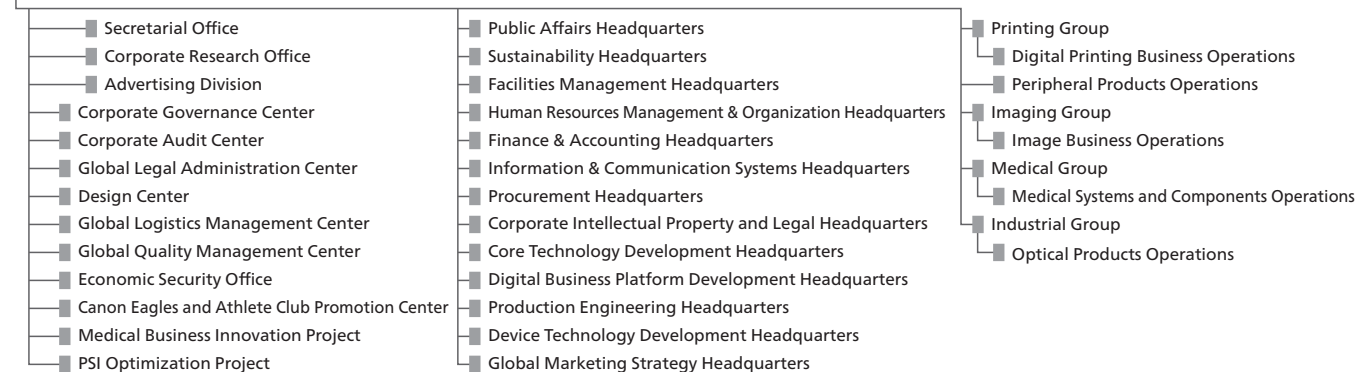 Secretarial Office
Corporate Research Office
Advertising Division
Corporate Governance Center
Corporate Audit Center
Global Legal Administration Center
Design Center
Global Logistics Management Center
Global Quality Management Center
Economic Security Office
Canon Eagles and Athlete Club Promotion Center
Medical Business Innovation Project
PSI Optimization Project
Public Affairs Headquarters
Sustainability Headquarters
Facilities Management Headquarters
Human Resources Management & Organization Headquarters
Finance & Accounting Headquarters
Information & Communication Systems Headquarters
Procurement Headquarters
Corporate Intellectual Property and Legal Headquarters
Core Technology Development Headquarters
Digital Business Platform Development Headquarters
Production Engineering Headquarters
Device Technology Development Headquarters
Global Marketing Strategy Headquarters
Printing Group
Digital Printing Business Operations
Peripheral Products Operations
Imaging Group
Image Business Operations
Medical Group
Medical Systems and Components Operations
Industrial Group
Optical Products Operations